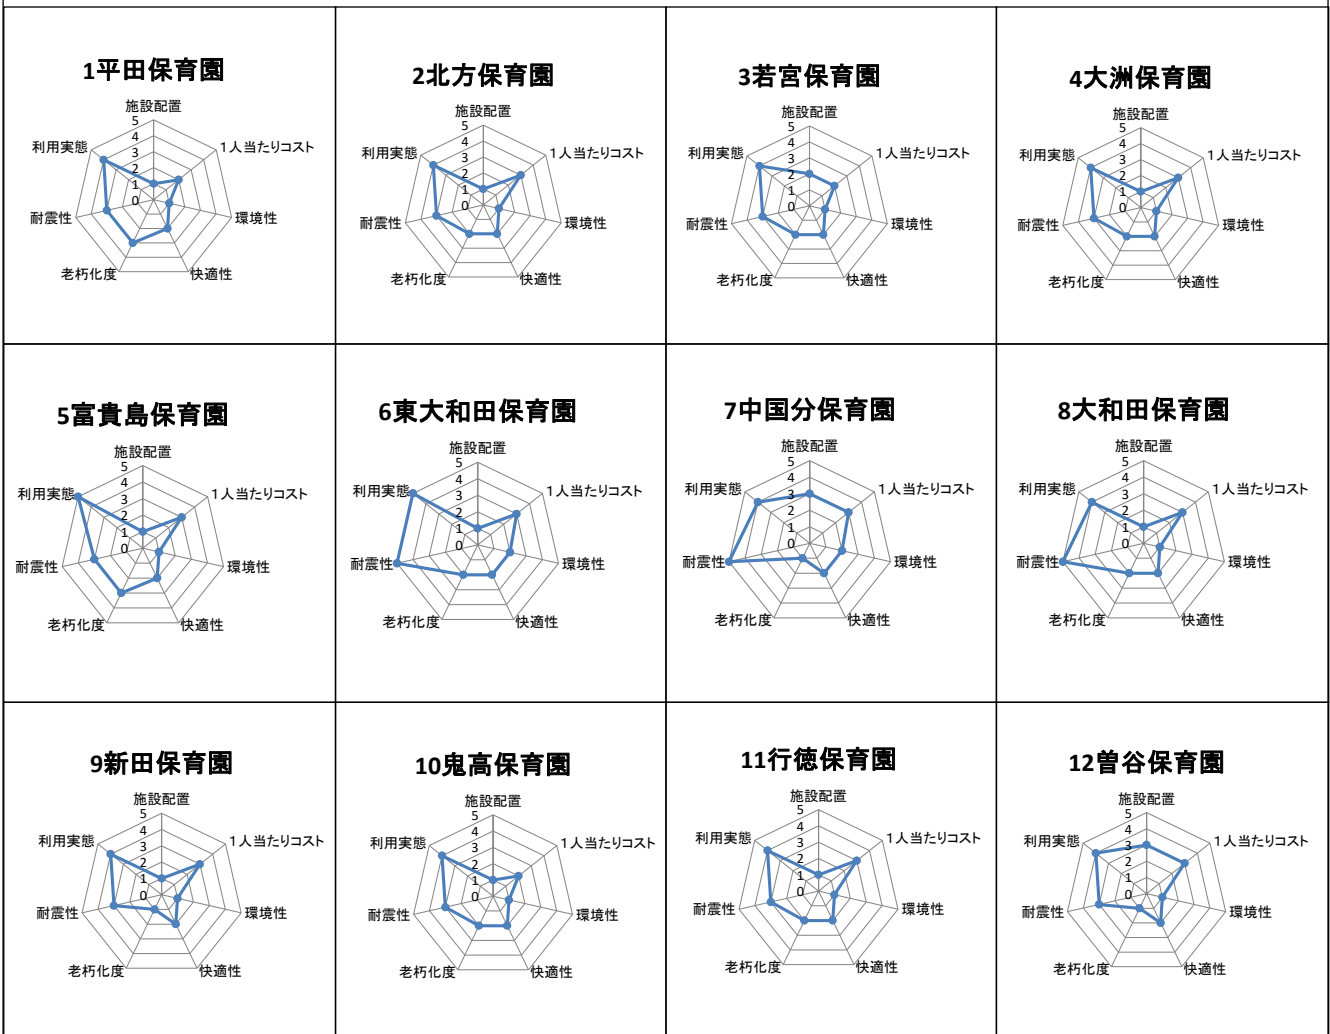 1平田保育園
施設配置
5
4
3
2
1
0
1人当たりコスト
環境性
快適性
老朽化度
耐震性
利用実態
2北方保育園
施設配置
5
4
3
2
1
0
1人当たりコスト
環境性
快適性
老朽化度
耐震性
利用実態
3若宮保育園
施設配置
5
4
3
2
1
0
1人当たりコスト
環境性
快適性
老朽化度
耐震性
利用実態
4大洲保育園
施設配置
5
4
3
2
1
0
1人当たりコスト
環境性
快適性
老朽化度
耐震性
利用実態
5富貴島保育園
施設配置
5
4
3
2
1
0
1人当たりコスト
環境性
快適性
老朽化度
耐震性
利用実態
6東大和田保育園
施設配置
5
4
3
2
1
0
1人当たりコスト
環境性
快適性
老朽化度
耐震性
利用実態
7中国分保育園
施設配置
5
4
3
2
1
0
1人当たりコスト
環境性
快適性
老朽化度
耐震性
利用実態
8大和田保育園
施設配置
5
4
3
2
1
0
1人当たりコスト
環境性
快適性
老朽化度
耐震性
利用実態
9新田保育園
施設配置
5
4
3
2
1
0
1人当たりコスト
環境性
快適性
老朽化度
耐震性
利用実態
10鬼高保育園
施設配置
5
4
3
2
1
0
1人当たりコスト
環境性
快適性
老朽化度
耐震性
利用実態
11行徳保育園
施設配置
5
4
3
2
1
0
1人当たりコスト
環境性
快適性
老朽化度
耐震性
利用実態
12曽谷保育園
施設配置
5
4
3
2
1
0
1人当たりコスト
環境性
快適性
老朽化度
耐震性
利用実態